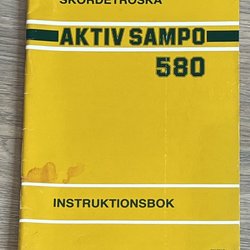 SKÖRDETRÖSKA
AKTIV SAMPO
580
INSTRUKTIONSBOK